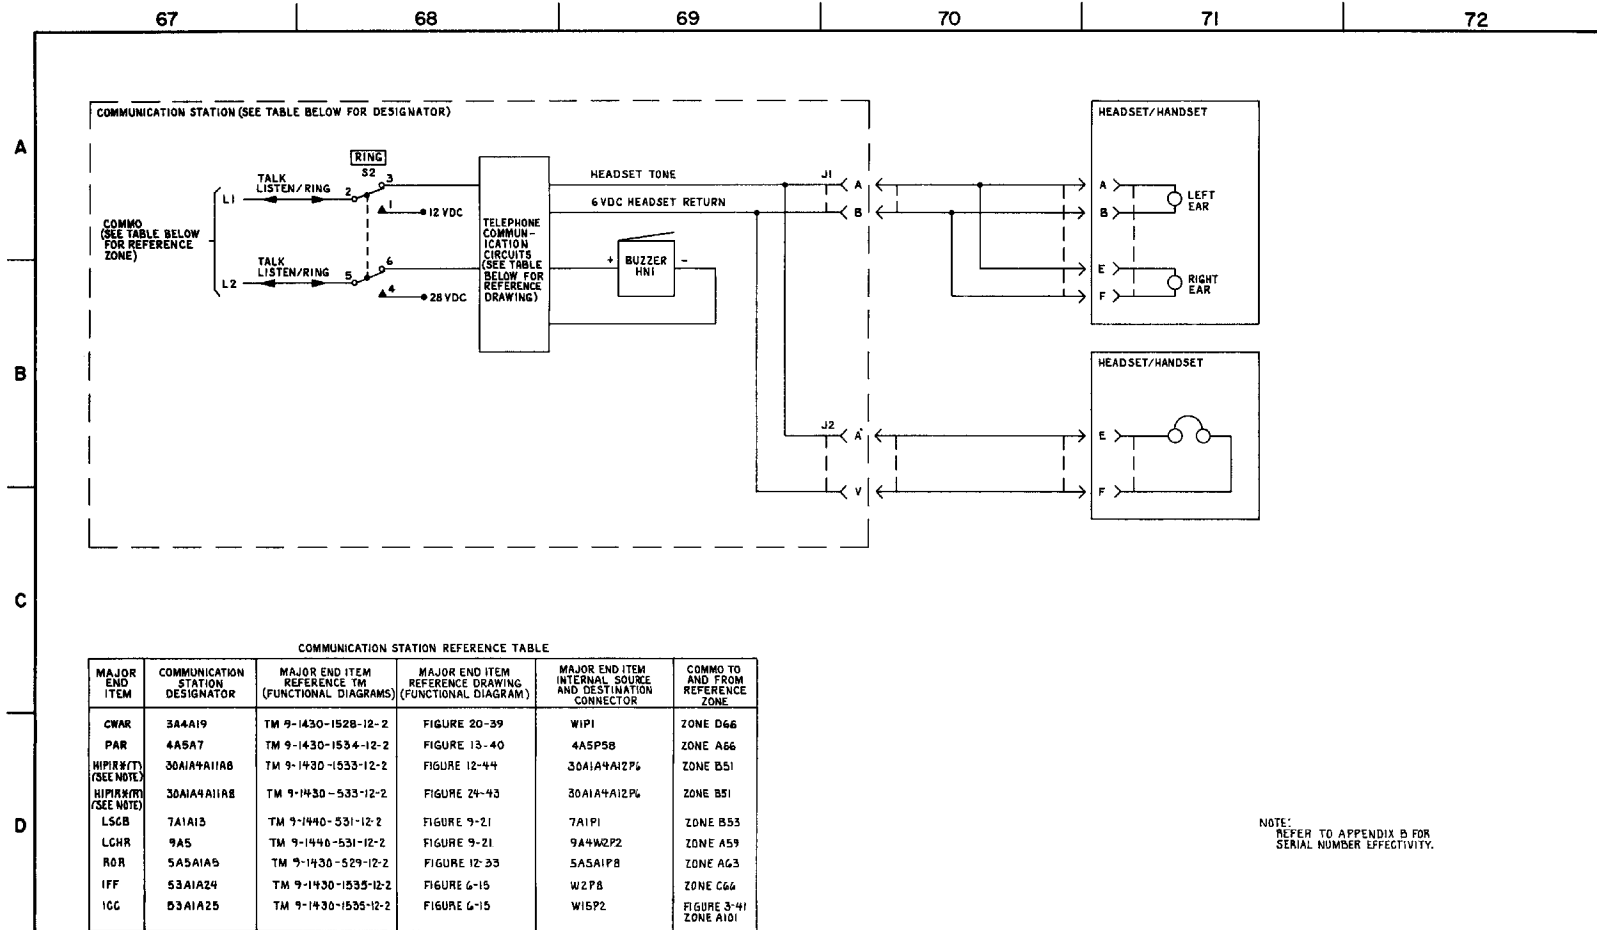 67 68 69 70 71 72
A
B
C
D
COMMUNICATION STATION (SEE TABLE BELOW FOR DESIGNATOR)
RING
S2
TALK
LISTEN/RING
L1
2
3
1
12 VDC
COMMO
(SEE TABLE BELOW
FOR REFERENCE
ZONE)
TALK
LISTEN/RING
L2
5
6
4
28 VDC
TELEPHONE
COMMUN-
ICATION
CIRCUITS
(SEE TABLE
BELOW FOR
REFERENCE
DRAWING)
HEADSET TONE
6 VDC HEADSET RETURN
+ BUZZER -
HN1
J1
A
B
J2
A
V
HEADSET/HANDSET
A
B
LEFT
EAR
E
F
RIGHT
EAR
HEADSET/HANDSET
E
F
COMMUNICATION STATION REFERENCE TABLE
MAJOR
END
ITEM
COMMUNICATION
STATION
DESIGNATOR
MAJOR END ITEM
REFERENCE TM
(FUNCTIONAL DIAGRAMS)
MAJOR END ITEM
REFERENCE DRAWING
(FUNCTIONAL DIAGRAM)
MAJOR END ITEM
INTERNAL SOURCE
AND DESTINATION
CONNECTOR
COMMO TO
AND FROM
REFERENCE
ZONE
CWAR 3A4A19 TM 9-1430-1528-12-2 FIGURE 20-39 W1P1 ZONE D66
PAR 4A5A7 TM 9-1430-1534-12-2 FIGURE 13-40 4A5P58 ZONE A66
(SEE NOTE) 30A1A4A11A8 TM 9-1430-1533-12-2 FIGURE 12-44 30A1A4A12P6 ZONE B51
(SEE NOTE) 30A1A4A11A8 TM 9-1430-533-12-2 FIGURE 24-43 30A1A4A12P6 ZONE B51
LSCB 7A1A13 TM 9-1440-531-12-2 FIGURE 9-21 7A1P1 ZONE B53
LCHR 9A5 TM 9-1440-531-12-2 FIGURE 9-21 9A4W2P2 ZONE A59
ROR 5A5A1A5 TM 9-1430-529-12-2 FIGURE 12-33 5A5A1P8 ZONE A63
IFF 53A1A24 TM 9-1430-1535-12-2 FIGURE 6-15 W2P8 ZONE C66
ICC 53A1A25 TM 9-1430-1535-12-2 FIGURE 6-15 W15P2 FIGURE 3-41
ZONE A101
NOTE:
REFER TO APPENDIX B FOR
SERIAL NUMBER EFFECTIVITY.